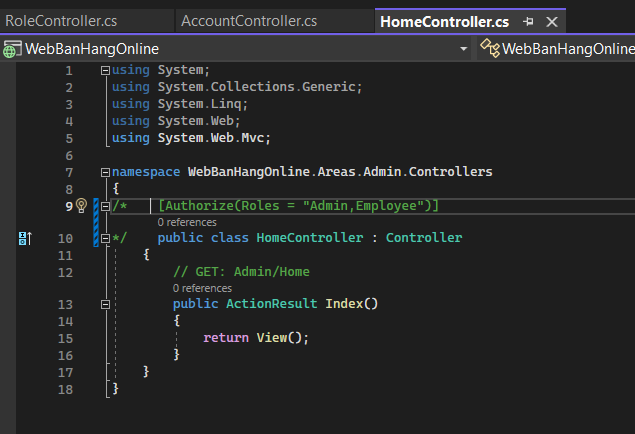 RoleController.cs AccountController.cs HomeController.cs
WebBanHangOnline WebBanHangOnline
1 using System;
2 using System.Collections.Generic;
3 using System.Linq;
4 using System.Web;
5 using System.Web.Mvc;
6
7 namespace WebBanHangOnline.Areas.Admin.Controllers
8 {
9 /* [Authorize(Roles = "Admin,Employee")]
0 references
10 */ public class HomeController : Controller
11 {
12 // GET: Admin/Home
0 references
13 public ActionResult Index()
14 {
15 return View();
16 }
17 }
18 }